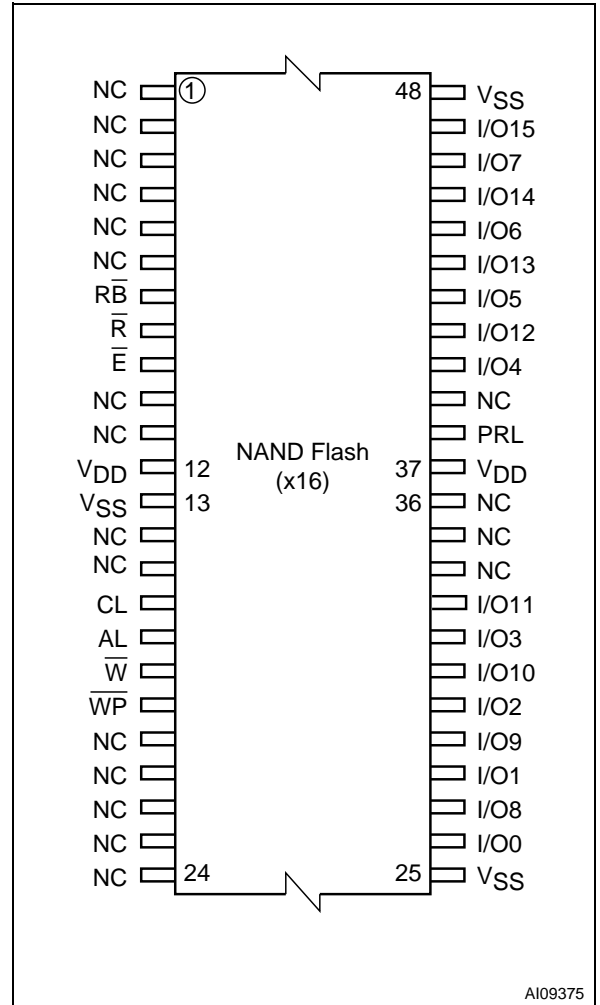 NC 1 48 VSS
NC I/O15
NC I/O7
NC I/O14
NC I/O6
NC I/O13
RB̅ I/O5
R̅ I/O12
E̅ I/O4
NC NC
NC PRL
VDD 12 NAND Flash 37 VDD
(x16)
VSS 13 36 NC
NC NC
NC NC
CL I/O11
AL I/O3
W̅ I/O10
W̅P̅ I/O2
NC I/O9
NC I/O1
NC I/O8
NC I/O0
NC 24 25 VSS
AI09375